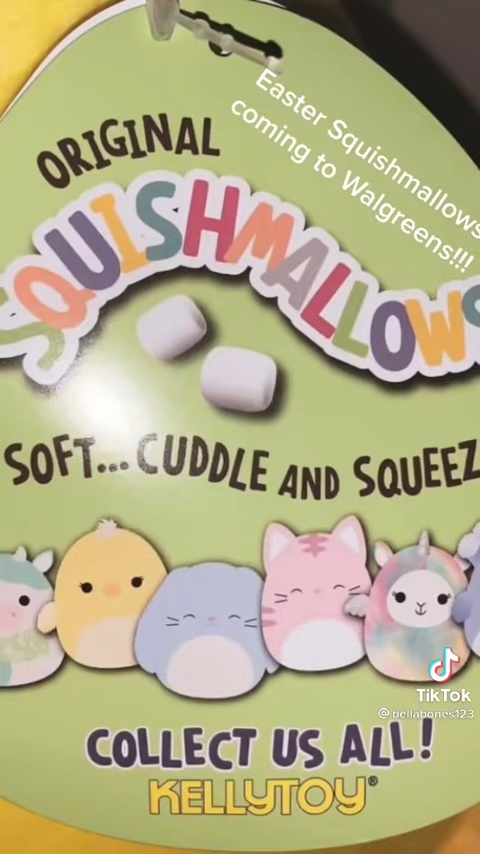 Easter Squishmallows
coming to Walgreens!!!
ORIGINAL
SQUISHMALLOWS
SOFT... CUDDLE AND SQUEEZ
COLLECT US ALL!
KELLYTOY®
TikTok
@bellabones123